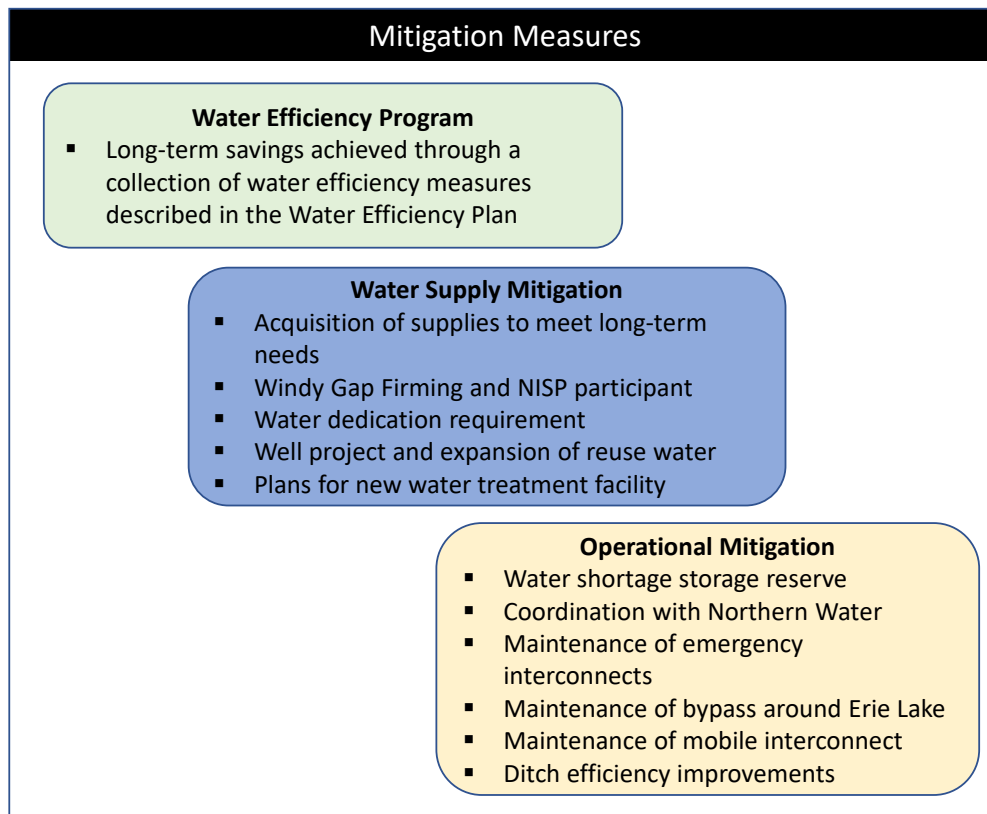 Mitigation Measures
Water Efficiency Program
▪ Long-term savings achieved through a
collection of water efficiency measures
described in the Water Efficiency Plan
Water Supply Mitigation
▪ Acquisition of supplies to meet long-term
needs
▪ Windy Gap Firming and NISP participant
▪ Water dedication requirement
▪ Well project and expansion of reuse water
▪ Plans for new water treatment facility
Operational Mitigation
▪ Water shortage storage reserve
▪ Coordination with Northern Water
▪ Maintenance of emergency
interconnects
▪ Maintenance of bypass around Erie Lake
▪ Maintenance of mobile interconnect
▪ Ditch efficiency improvements